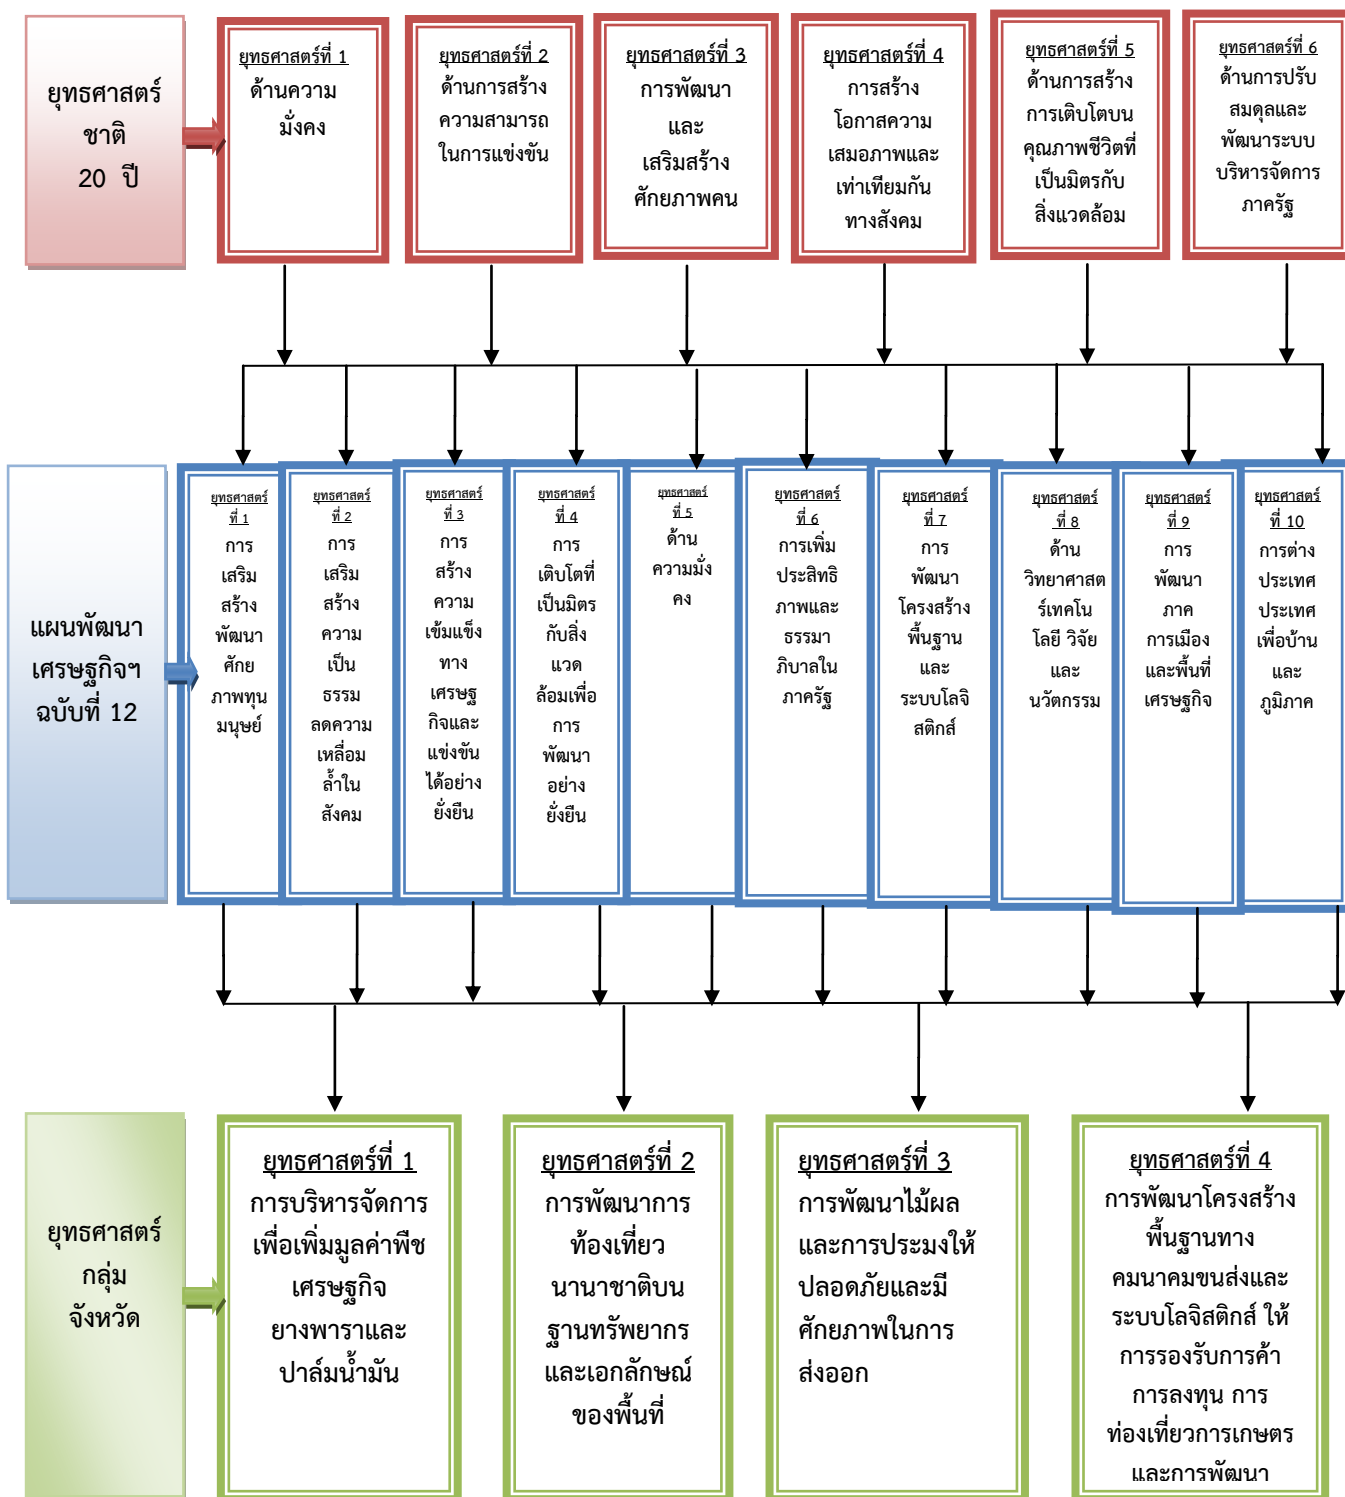 ยุทธศาสตร์
ชาติ
20 ปี
ยุทธศาสตร์ที่ 1
ด้านความ
มั่งคง
ยุทธศาสตร์ที่ 2
ด้านการสร้าง
ความสามารถ
ในการแข่งขัน
ยุทธศาสตร์ที่ 3
การพัฒนา
และ
เสริมสร้าง
ศักยภาพคน
ยุทธศาสตร์ที่ 4
การสร้าง
โอกาสความ
เสมอภาพและ
เท่าเทียมกัน
ทางสังคม
ยุทธศาสตร์ที่ 5
ด้านการสร้าง
การเติบโตบน
คุณภาพชีวิตที่
เป็นมิตรกับ
สิ่งแวดล้อม
ยุทธศาสตร์ที่ 6
ด้านการปรับ
สมดุลและ
พัฒนาระบบ
บริหารจัดการ
ภาครัฐ
แผนพัฒนา
เศรษฐกิจฯ
ฉบับที่ 12
ยุทธศาสตร์
ที่ 1
การ
เสริม
สร้าง
พัฒนา
ศักย
ภาพทุน
มนุษย์
ยุทธศาสตร์
ที่ 2
การ
เสริม
สร้าง
ความ
เป็น
ธรรม
ลดความ
เหลื่อม
ล้ำใน
สังคม
ยุทธศาสตร์
ที่ 3
การ
สร้าง
ความ
เข้มแข็ง
ทาง
เศรษฐ
กิจและ
แข่งขัน
ได้อย่าง
ยั่งยืน
ยุทธศาสตร์
ที่ 4
การ
เติบโตที่
เป็นมิตร
กับสิ่ง
แวด
ล้อมเพื่อ
การ
พัฒนา
อย่าง
ยั่งยืน
ยุทธศาสตร์
ที่ 5
ด้าน
ความมั่ง
คง
ยุทธศาสตร์
ที่ 6
การเพิ่ม
ประสิทธิ
ภาพและ
ธรรมา
ภิบาลใน
ภาครัฐ
ยุทธศาสตร์
ที่ 7
การ
พัฒนา
โครงสร้าง
พื้นฐาน
และ
ระบบโลจิ
สติกส์
ยุทธศาสตร์
ที่ 8
ด้าน
วิทยาศาสต
ร์เทคโน
โลยี วิจัย
และ
นวัตกรรม
ยุทธศาสตร์
ที่ 9
การ
พัฒนา
ภาค
การเมือง
และพื้นที่
เศรษฐกิจ
ยุทธศาสตร์
ที่ 10
การต่าง
ประเทศ
ประเทศ
เพื่อบ้าน
และ
ภูมิภาค
ยุทธศาสตร์
กลุ่ม
จังหวัด
ยุทธศาสตร์ที่ 1
การบริหารจัดการ
เพื่อเพิ่มมูลค่าพืช
เศรษฐกิจ
ยางพาราและ
ปาล์มน้ำมัน
ยุทธศาสตร์ที่ 2
การพัฒนาการ
ท้องเที่ยว
นานาชาติบน
ฐานทรัพยากร
และเอกลักษณ์
ของพื้นที่
ยุทธศาสตร์ที่ 3
การพัฒนาไม้ผล
และการประมงให้
ปลอดภัยและมี
ศักยภาพในการ
ส่งออก
ยุทธศาสตร์ที่ 4
การพัฒนาโครงสร้าง
พื้นฐานทาง
คมนาคมขนส่งและ
ระบบโลจิสติกส์ ให้
การรองรับการค้า
การลงทุน การ
ท่องเที่ยวการเกษตร
และการพัฒนา